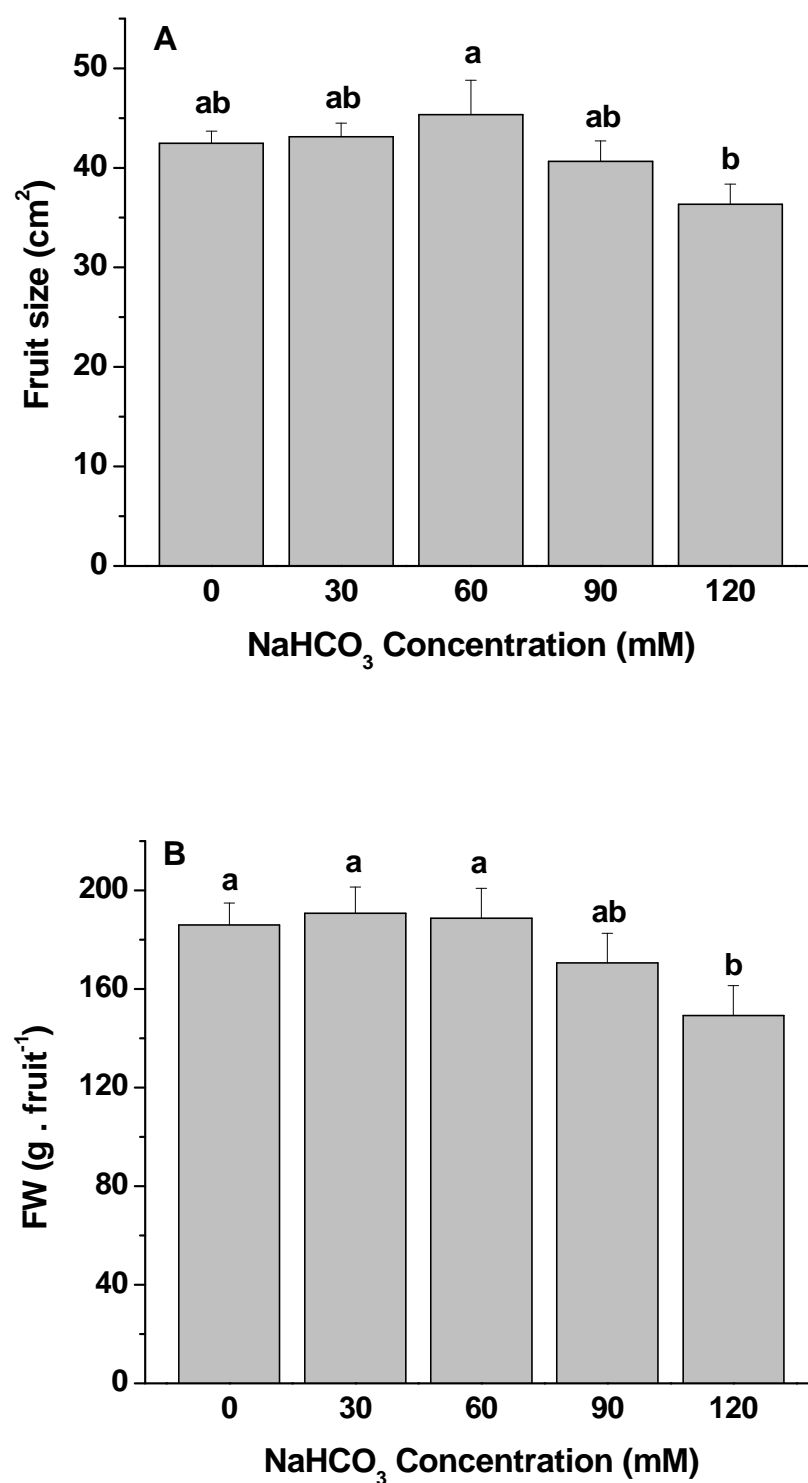 A
50
40
30
20
10
0
Fruit size (cm²)
ab
ab
a
ab
b
0 30 60 90 120
NaHCO₃ Concentration (mM)
B
200
160
120
80
40
0
FW (g . fruit⁻¹)
a
a
a
ab
b
0 30 60 90 120
NaHCO₃ Concentration (mM)